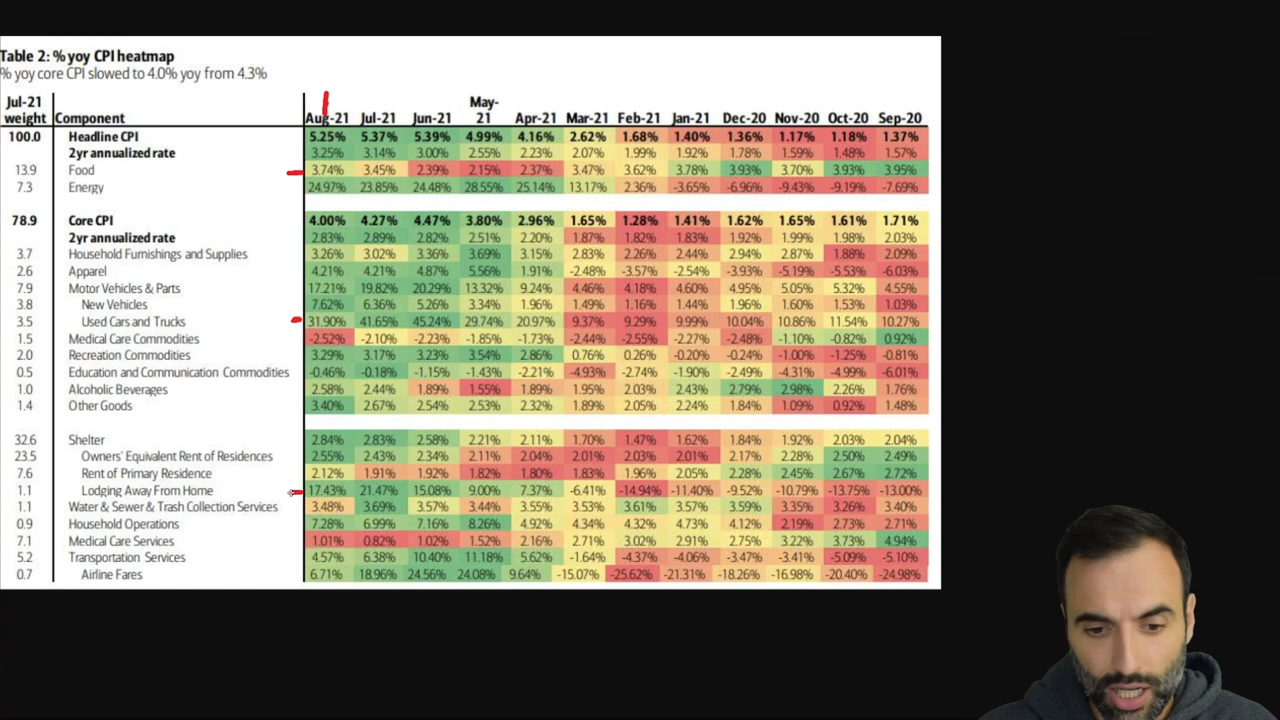 Table 2: % yoy CPI heatmap
% yoy core CPI slowed to 4.0% yoy from 4.3%
Jul-21 May-
weight Component Aug-21 Jul-21 Jun-21 21 Apr-21 Mar-21 Feb-21 Jan-21 Dec-20 Nov-20 Oct-20 Sep-20
100.0 Headline CPI 5.25% 5.37% 5.39% 4.99% 4.16% 2.62% 1.68% 1.40% 1.36% 1.17% 1.18% 1.37%
2yr annualized rate 3.25% 3.14% 3.00% 2.55% 2.23% 2.07% 1.99% 1.92% 1.78% 1.59% 1.48% 1.57%
13.9 Food 3.74% 3.45% 2.39% 2.15% 2.37% 3.47% 3.62% 3.78% 3.93% 3.70% 3.93% 3.95%
7.3 Energy 24.97% 23.85% 24.48% 28.55% 25.14% 13.17% 2.36% -3.65% -6.96% -9.43% -9.19% -7.69%
78.9 Core CPI 4.00% 4.27% 4.47% 3.80% 2.96% 1.65% 1.28% 1.41% 1.62% 1.65% 1.61% 1.71%
2yr annualized rate 2.83% 2.89% 2.82% 2.51% 2.20% 1.87% 1.82% 1.83% 1.92% 1.99% 1.98% 2.03%
3.7 Household Furnishings and Supplies 3.26% 3.02% 3.36% 3.69% 3.15% 2.83% 2.26% 2.44% 2.94% 2.87% 1.88% 2.09%
2.6 Apparel 4.21% 4.21% 4.87% 5.56% 1.91% -2.48% -3.57% -2.54% -3.93% -5.19% -5.53% -6.03%
7.9 Motor Vehicles & Parts 17.21% 19.82% 20.29% 13.32% 9.24% 4.46% 4.18% 4.60% 4.95% 5.05% 5.32% 4.55%
3.8 New Vehicles 7.62% 6.36% 5.26% 3.34% 1.96% 1.49% 1.16% 1.44% 1.96% 1.60% 1.53% 1.03%
3.5 Used Cars and Trucks 31.90% 41.65% 45.24% 29.74% 20.97% 9.37% 9.29% 9.99% 10.04% 10.86% 11.54% 10.27%
1.5 Medical Care Commodities -2.52% -2.10% -2.23% -1.85% -1.73% -2.44% -2.55% -2.27% -2.48% -1.10% -0.82% 0.92%
2.0 Recreation Commodities 3.29% 3.17% 3.23% 3.54% 2.86% 0.76% 0.26% -0.20% -0.24% -1.00% -1.25% -0.81%
0.5 Education and Communication Commodities -0.46% -0.18% -1.15% -1.43% -2.21% -4.93% -2.74% -1.90% -2.49% -4.31% -4.99% -6.01%
1.0 Alcoholic Beverages 2.58% 2.44% 1.89% 1.55% 1.89% 1.95% 2.03% 2.43% 2.79% 2.98% 2.26% 1.76%
1.4 Other Goods 3.40% 2.67% 2.54% 2.53% 2.32% 1.89% 2.05% 2.24% 1.84% 1.09% 0.92% 1.48%
32.6 Shelter 2.84% 2.83% 2.58% 2.21% 2.11% 1.70% 1.47% 1.62% 1.84% 1.92% 2.03% 2.04%
23.5 Owners' Equivalent Rent of Residences 2.55% 2.43% 2.34% 2.11% 2.04% 2.01% 2.03% 2.01% 2.17% 2.28% 2.50% 2.49%
7.6 Rent of Primary Residence 2.12% 1.91% 1.92% 1.82% 1.80% 1.83% 1.96% 2.05% 2.28% 2.45% 2.67% 2.72%
1.1 Lodging Away From Home 17.43% 21.47% 15.08% 9.00% 7.37% -6.41% -14.94% -11.40% -9.52% -10.79% -13.75% -13.00%
1.1 Water & Sewer & Trash Collection Services 3.48% 3.69% 3.57% 3.44% 3.55% 3.53% 3.61% 3.57% 3.59% 3.35% 3.26% 3.40%
0.9 Household Operations 7.28% 6.99% 7.16% 8.26% 4.92% 4.34% 4.32% 4.73% 4.12% 2.19% 2.73% 2.71%
7.1 Medical Care Services 1.01% 0.82% 1.02% 1.52% 2.16% 2.71% 3.02% 2.91% 2.75% 3.22% 3.73% 4.94%
5.2 Transportation Services 4.57% 6.38% 10.40% 11.18% 5.62% -1.64% -4.37% -4.06% -3.47% -3.41% -5.09% -5.10%
0.7 Airline Fares 6.71% 18.96% 24.56% 24.08% 9.64% -15.07% -25.62% -21.31% -18.26% -16.98% -20.40% -24.98%